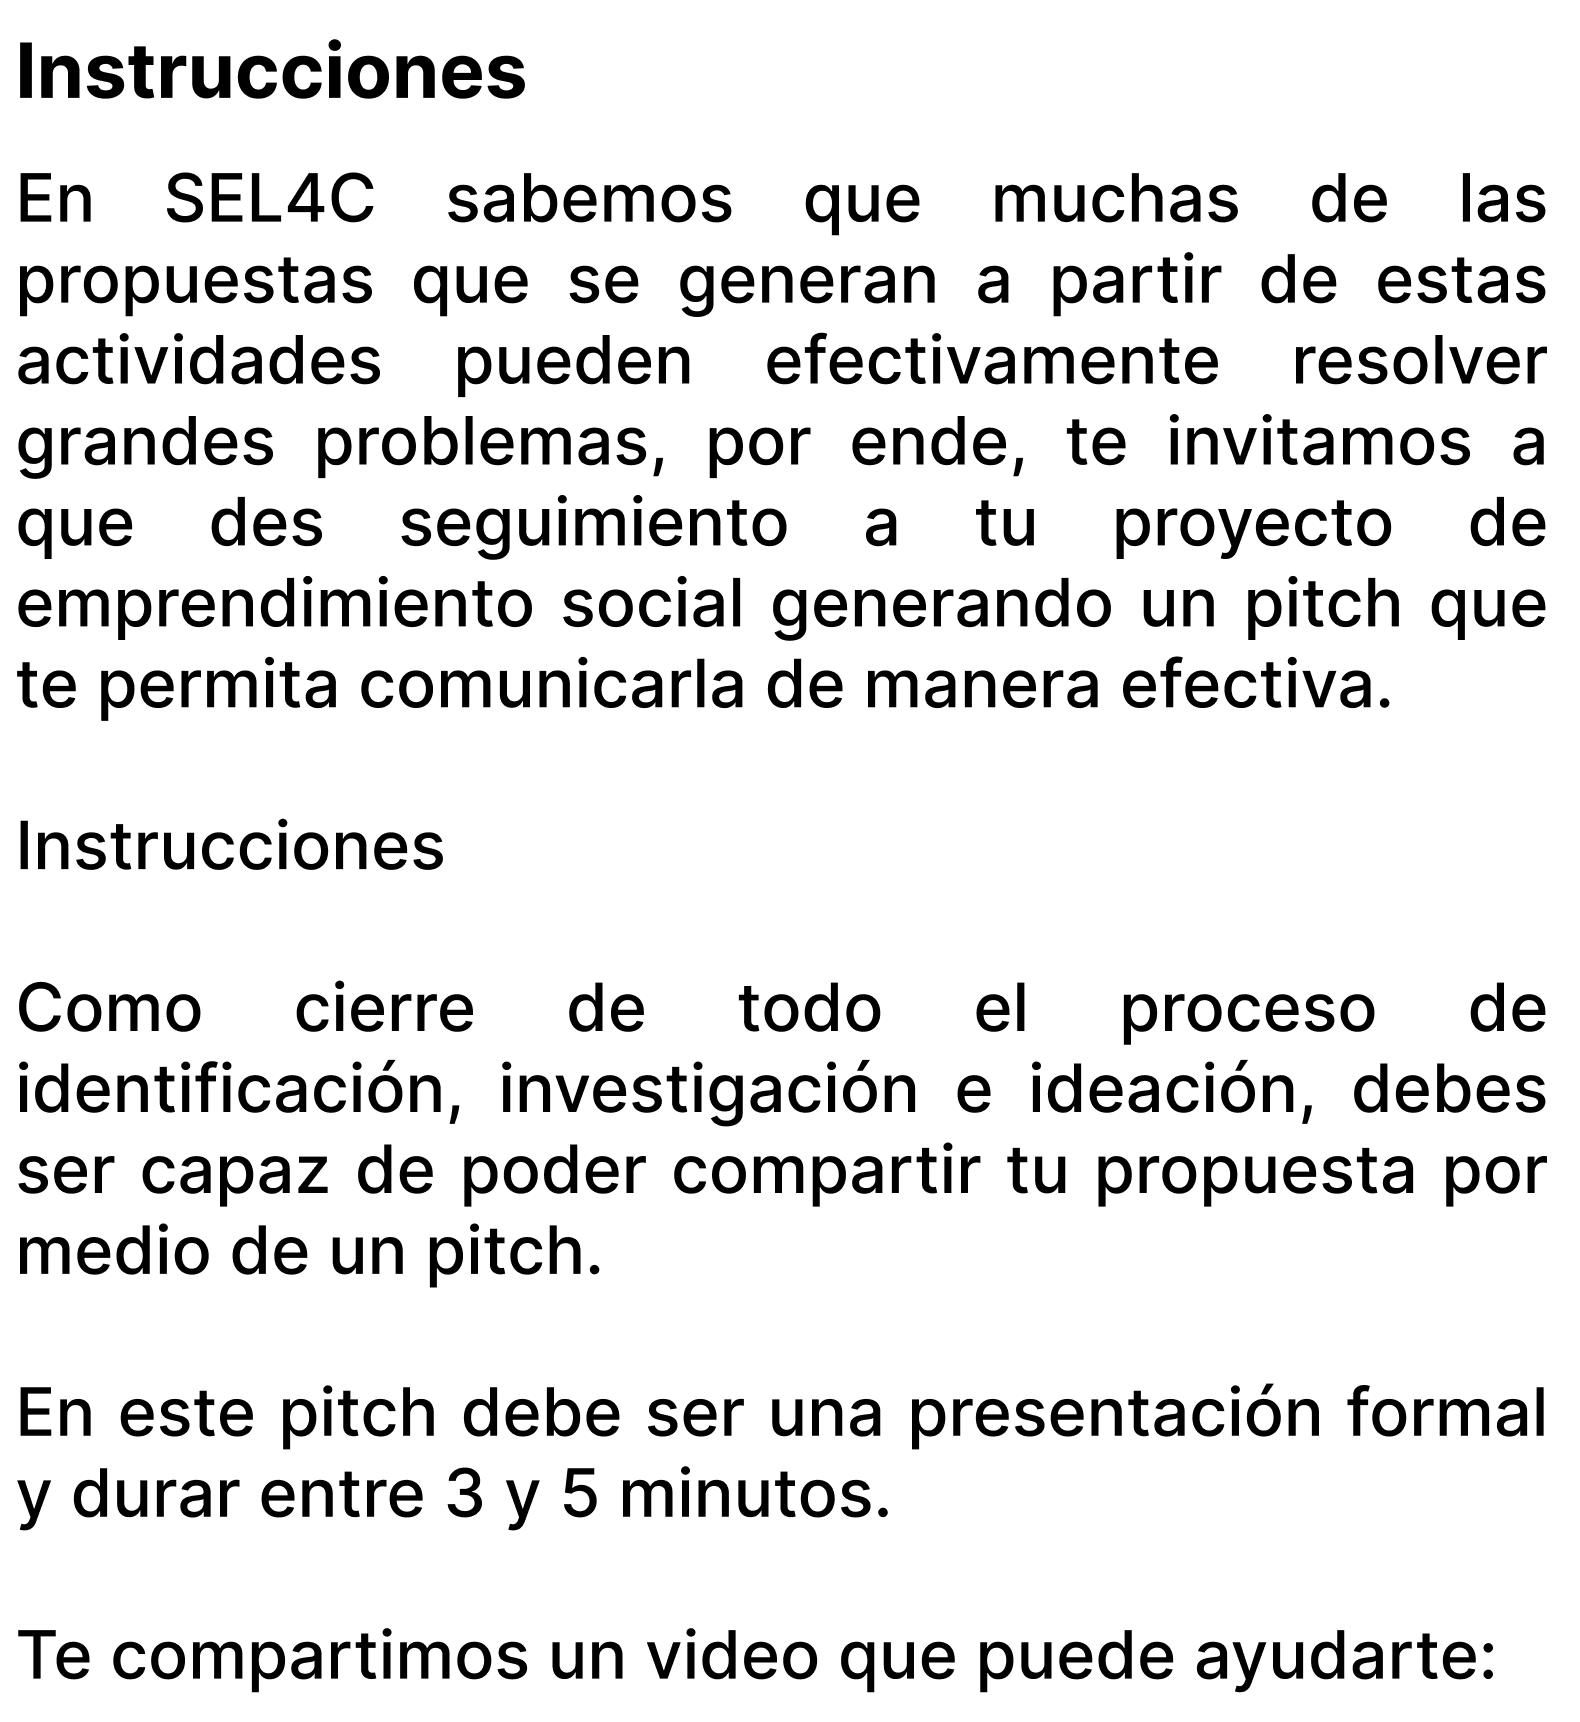 Instrucciones
En SEL4C sabemos que muchas de las
propuestas que se generan a partir de estas
actividades pueden efectivamente resolver
grandes problemas, por ende, te invitamos a
que des seguimiento a tu proyecto de
emprendimiento social generando un pitch que
te permita comunicarla de manera efectiva.
Instrucciones
Como cierre de todo el proceso de
identificación, investigación e ideación, debes
ser capaz de poder compartir tu propuesta por
medio de un pitch.
En este pitch debe ser una presentación formal
y durar entre 3 y 5 minutos.
Te compartimos un video que puede ayudarte: